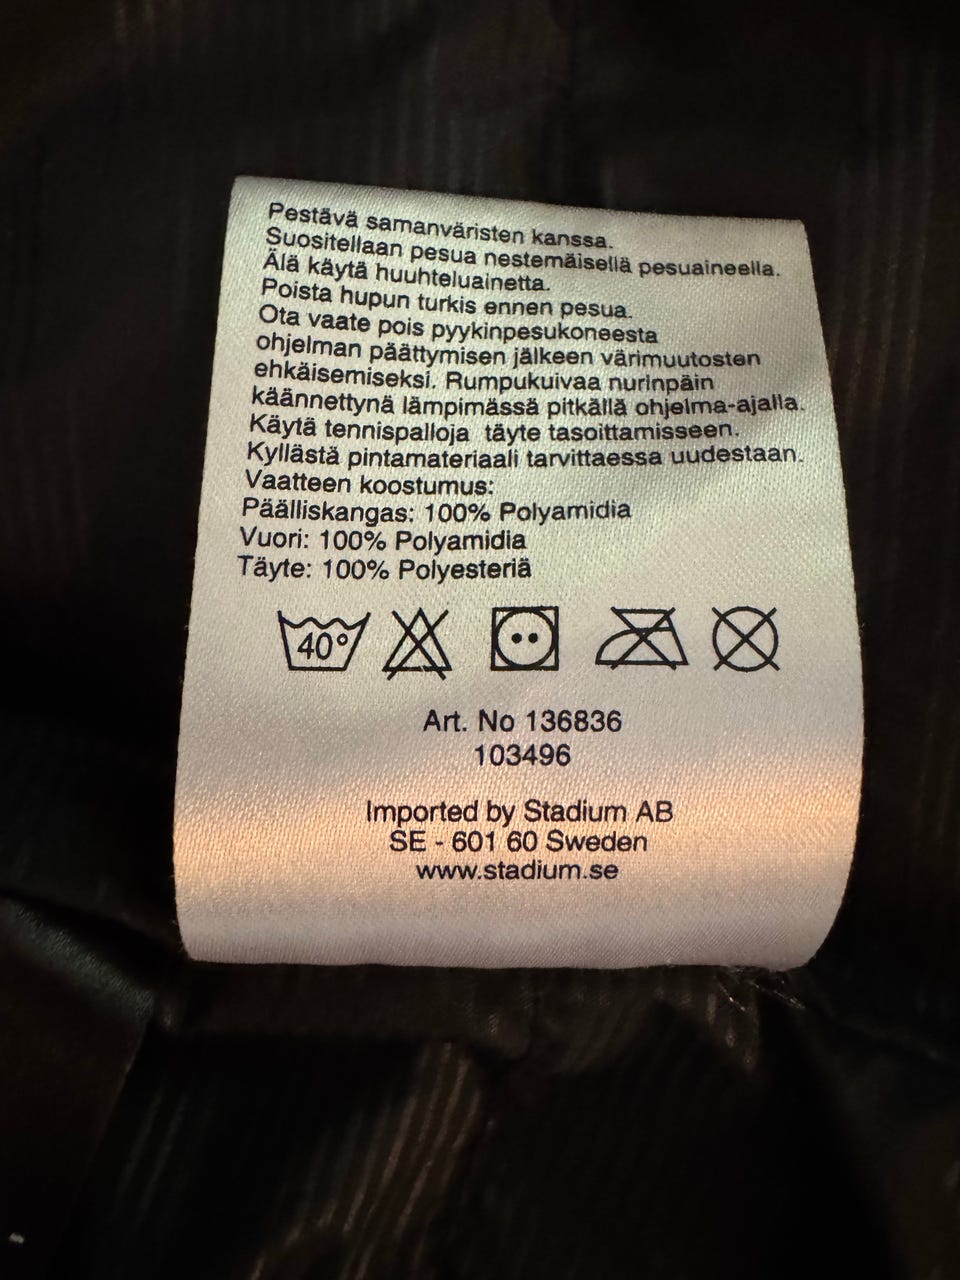 Pestävä samanväristen kanssa.
Suositellaan pesua nestemäisellä pesuaineella.
Älä käytä huuhteluainetta.
Poista hupun turkis ennen pesua.
Ota vaate pois pyykinpesukoneesta
ohjelman päättymisen jälkeen värimuutosten
ehkäisemiseksi. Rumpukuivaa nurinpäin
käännettynä lämpimässä pitkällä ohjelma-ajalla.
Käytä tennispalloja täyte tasoittamisseen.
Kyllästä pintamateriaali tarvittaessa uudestaan.
Vaatteen koostumus:
Päälliskangas: 100% Polyamidia
Vuori: 100% Polyamidia
Täyte: 100% Polyesteriä
40°
Art. No 136836
103496
Imported by Stadium AB
SE - 601 60 Sweden
www.stadium.se